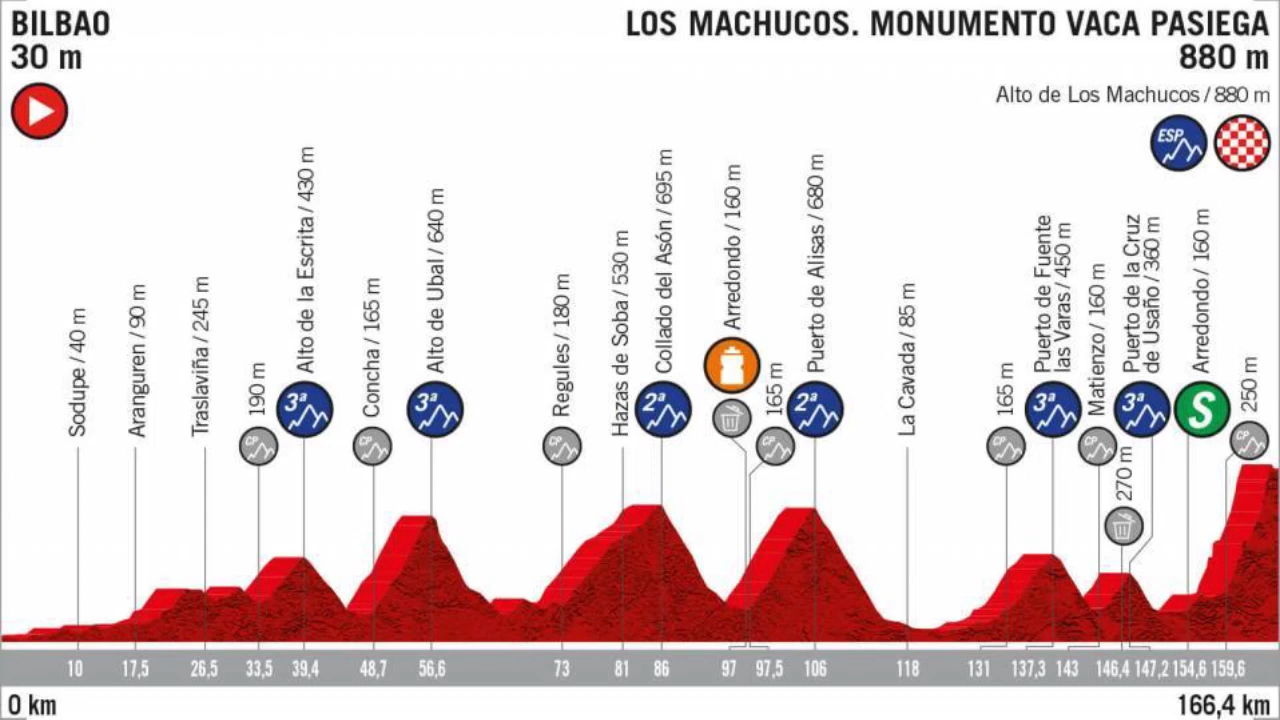 BILBAO
30 m
LOS MACHUCOS. MONUMENTO VACA PASIEGA
880 m
Alto de Los Machucos / 880 m
ESP
Sodupe / 40 m
Aranguren / 90 m
Traslaviña / 245 m
190 m
CP
Alto de la Escrita / 430 m
3ª
Concha / 165 m
CP
Alto de Ubal / 640 m
3ª
Regules / 180 m
CP
Hazas de Soba / 530 m
Collado del Asón / 695 m
2ª
Arredondo / 160 m
165 m
CP
Puerto de Alisas / 680 m
2ª
La Cavada / 85 m
165 m
CP
Puerto de Fuente
las Varas / 450 m
3ª
Matienzo / 160 m
CP
270 m
Puerto de la Cruz
de Usaño / 360 m
3ª
Arredondo / 160 m
S
250 m
CP
10 17,5 26,5 33,5 39,4 48,7 56,6 73 81 86 97 97,5 106 118 131 137,3 143 146,4 147,2 154,6 159,6
0 km
166,4 km